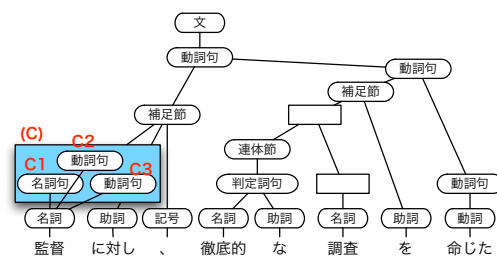 文
動詞句
動詞句
補足節
補足節
(C)
C2
動詞句
連体節
C1
C3
名詞句
動詞句
判定詞句
動詞句
名詞 助詞 記号 名詞 助詞 名詞 助詞 動詞
監督 に対し 、 徹底的 な 調査 を 命じた